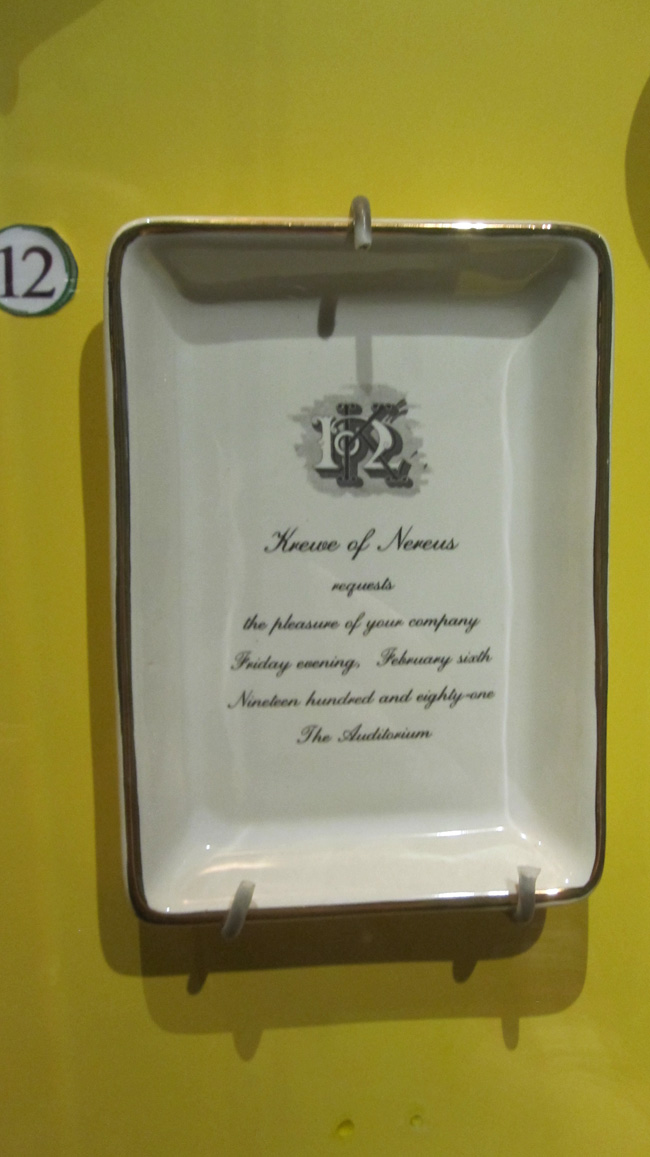 12
Krewe of Nereus
requests
the pleasure of your company
Friday evening, February sixth
Nineteen hundred and eighty-one
The Auditorium